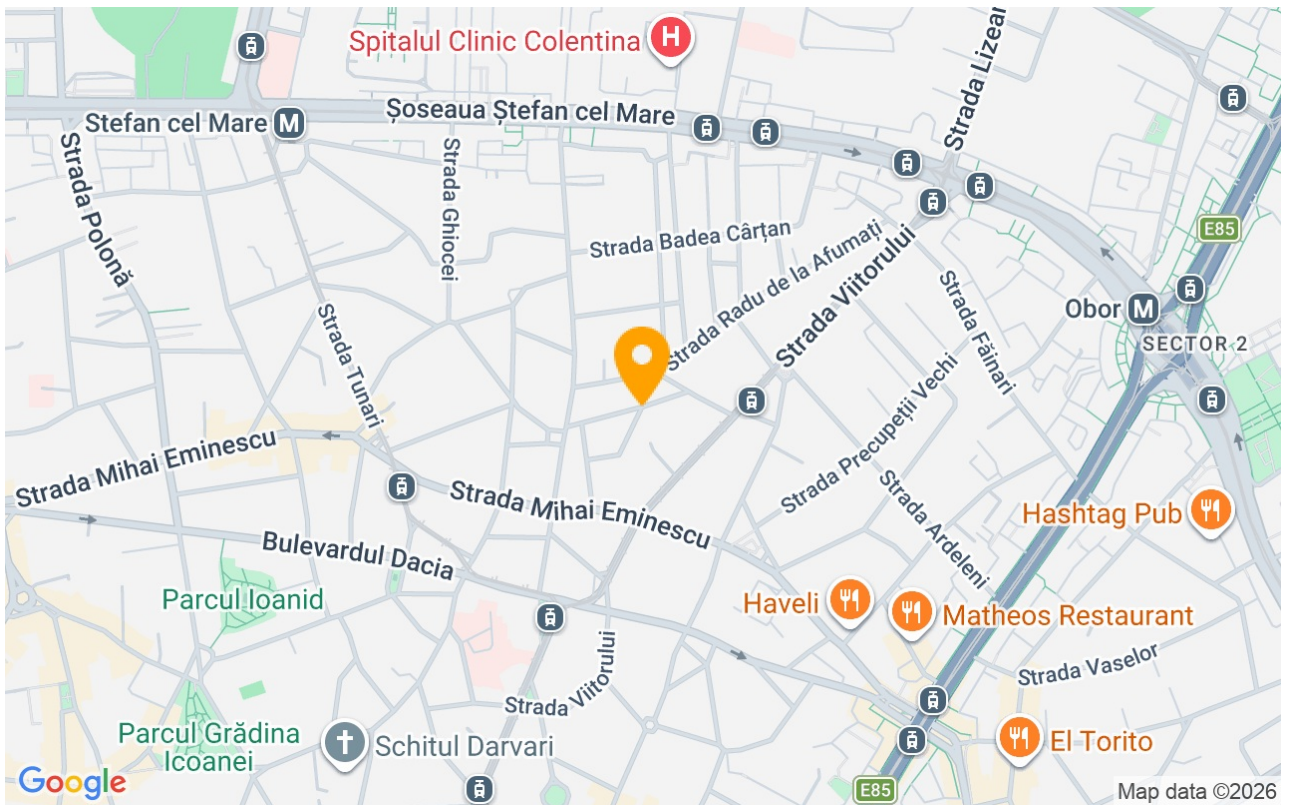 Spitalul Clinic Colentina
H
Strada Lizear
Șoseaua Ștefan cel Mare
Stefan cel Mare
M
Strada Polonă
Strada Ghiocei
Strada Badea Cârțan
Strada Radu de la Afumați
Strada Viitorului
E85
Strada Făinari
Obor
M
SECTOR 2
Strada Tunari
Strada Precupeții Vechi
Strada Mihai Eminescu
Strada Mihai Eminescu
Strada Ardeleni
Hashtag Pub
Bulevardul Dacia
Parcul Ioanid
Haveli
Matheos Restaurant
Strada Vaselor
Strada Viitorului
Parcul Grădina
Icoanei
Schitul Darvari
El Torito
Google
E85
Map data ©2026